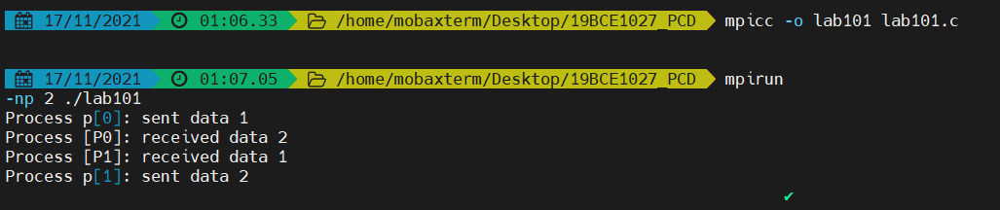 17/11/2021 01:06.33 /home/mobaxterm/Desktop/19BCE1027_PCD mpicc -o lab101 lab101.c
17/11/2021 01:07.05 /home/mobaxterm/Desktop/19BCE1027_PCD mpirun
-np 2 ./lab101
Process p[0]: sent data 1
Process [P0]: received data 2
Process [P1]: received data 1
Process p[1]: sent data 2
✔